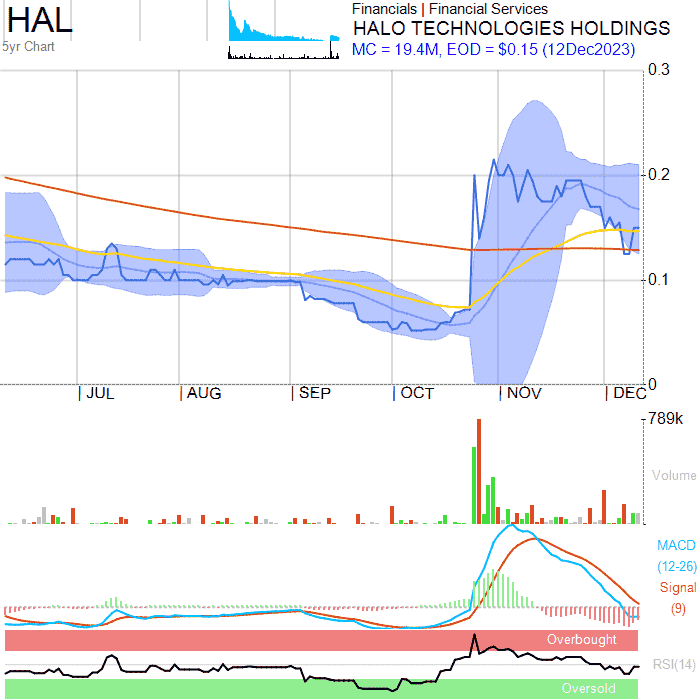 HAL
5yr Chart
Financials | Financial Services
HALO TECHNOLOGIES HOLDINGS
MC = 19.4M, EOD = $0.15 (12Dec2023)
0.3
0.2
0.1
0
| JUL
| AUG
| SEP
| OCT
| NOV
| DEC
789k
Volume
MACD
(12-26)
Signal
(9)
Overbought
RSI(14)
Oversold